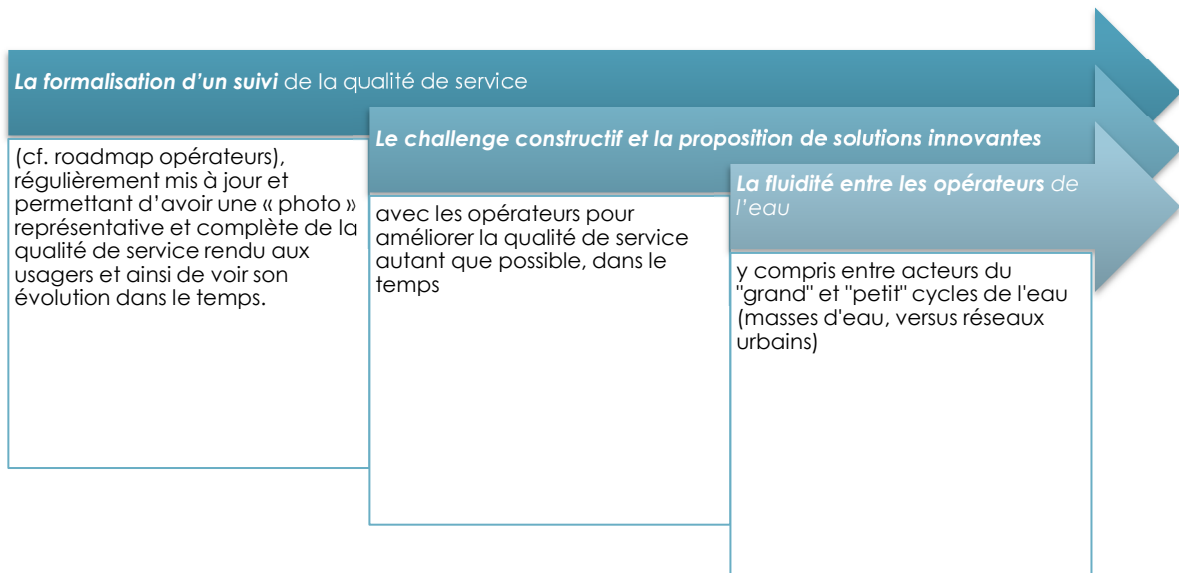 La formalisation d'un suivi de la qualité de service
(cf. roadmap opérateurs),
régulièrement mis à jour et
permettant d'avoir une « photo »
représentative et complète de la
qualité de service rendu aux
usagers et ainsi de voir son
évolution dans le temps.
Le challenge constructif et la proposition de solutions innovantes
avec les opérateurs pour
améliorer la qualité de service
autant que possible, dans le
temps
La fluidité entre les opérateurs de
l'eau
y compris entre acteurs du
"grand" et "petit" cycles de l'eau
(masses d'eau, versus réseaux
urbains)